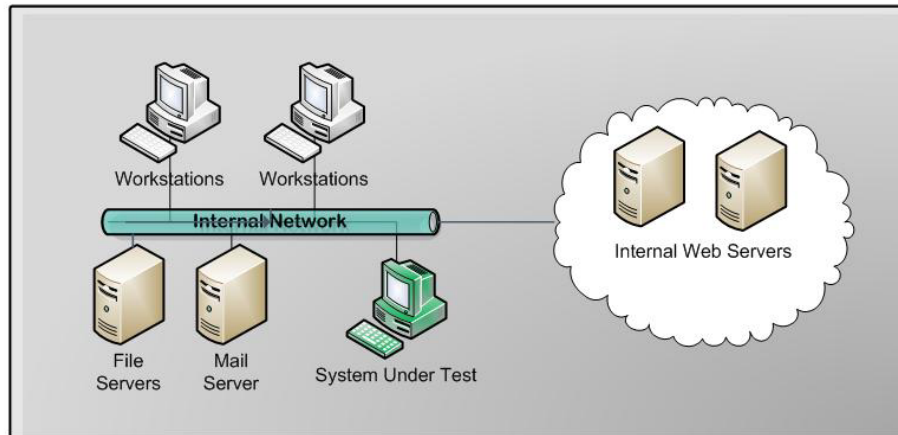 Workstations
Workstations
Internal Network
Internal Web Servers
File
Servers
Mail
Server
System Under Test